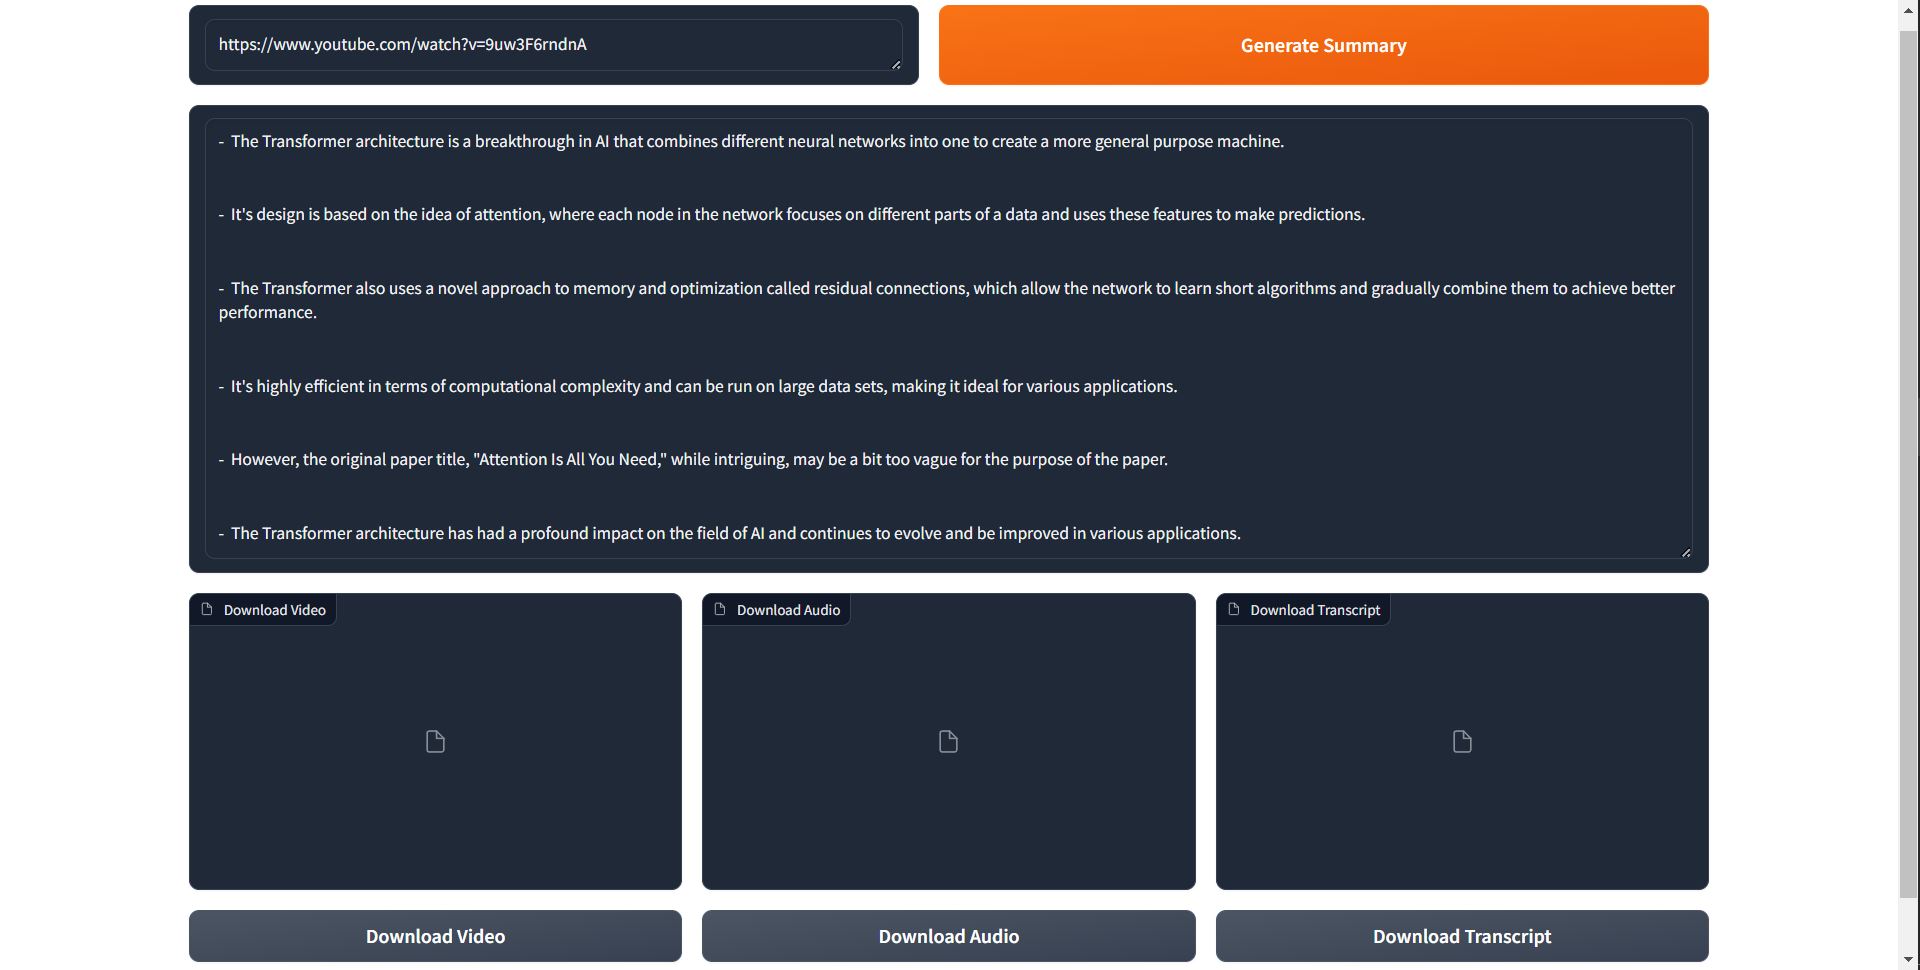 https://www.youtube.com/watch?v=9uw3F6rndnA
Generate Summary
- The Transformer architecture is a breakthrough in AI that combines different neural networks into one to create a more general purpose machine.
- It's design is based on the idea of attention, where each node in the network focuses on different parts of a data and uses these features to make predictions.
- The Transformer also uses a novel approach to memory and optimization called residual connections, which allow the network to learn short algorithms and gradually combine them to achieve better
performance.
- It's highly efficient in terms of computational complexity and can be run on large data sets, making it ideal for various applications.
- However, the original paper title, "Attention Is All You Need," while intriguing, may be a bit too vague for the purpose of the paper.
- The Transformer architecture has had a profound impact on the field of AI and continues to evolve and be improved in various applications.
Download Video
Download Audio
Download Transcript
Download Video
Download Audio
Download Transcript